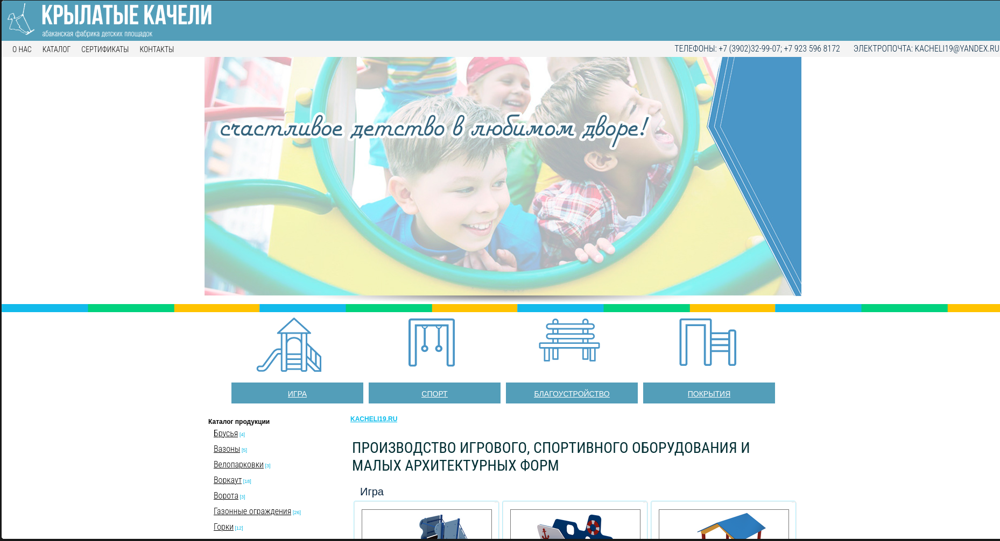 КРЫЛАТЫЕ КАЧЕЛИ
абаканская фабрика детских площадок
О НАС КАТАЛОГ СЕРТИФИКАТЫ КОНТАКТЫ ТЕЛЕФОНЫ: +7 (3902)32-99-07; +7 923 596 8172 ЭЛЕКТРОПОЧТА: KACHELI19@YANDEX.RU
счастливое детство в любимом дворе!
ИГРА СПОРТ БЛАГОУСТРОЙСТВО ПОКРЫТИЯ
Каталог продукции
Брусья [4]
Вазоны [5]
Велопарковки [3]
Воркаут [18]
Ворота [3]
Газонные ограждения [26]
Горки [12]
KACHELI19.RU
ПРОИЗВОДСТВО ИГРОВОГО, СПОРТИВНОГО ОБОРУДОВАНИЯ И
МАЛЫХ АРХИТЕКТУРНЫХ ФОРМ
Игра